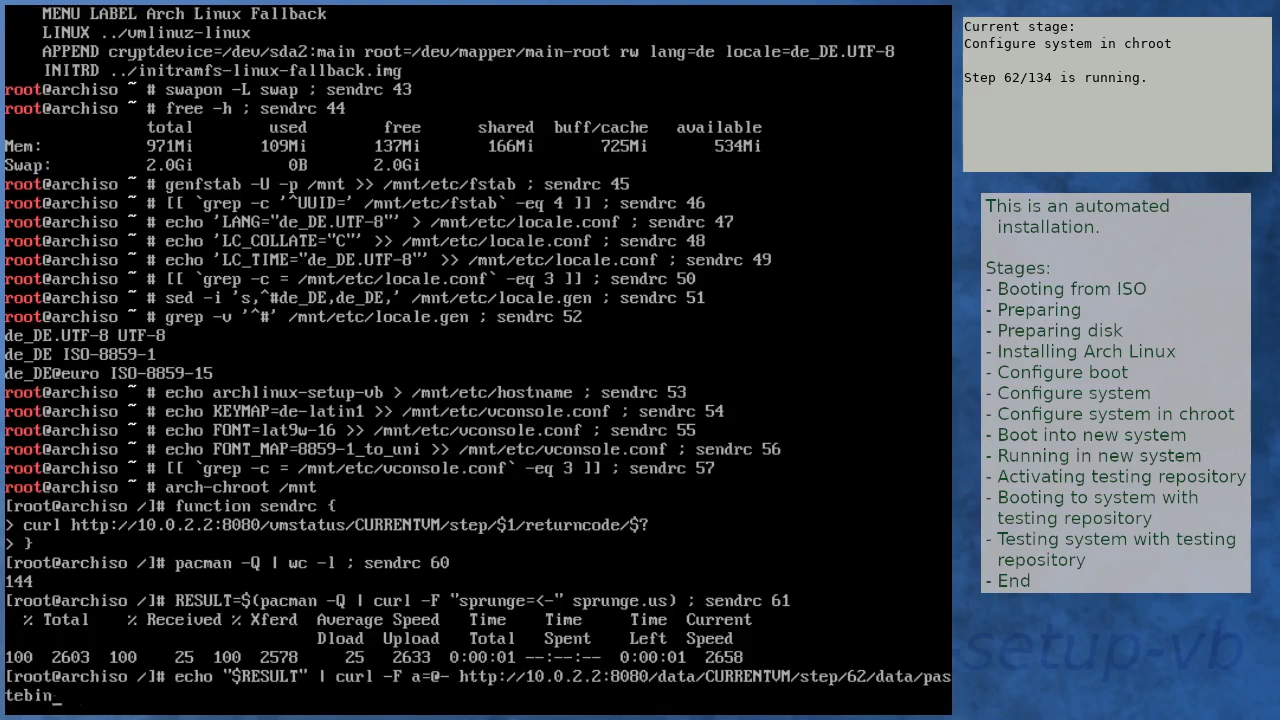 MENU LABEL Arch Linux Fallback
LINUX ../vmlinuz-linux
APPEND cryptdevice=/dev/sda2:main root=/dev/mapper/main-root rw lang=de locale=de_DE.UTF-8
INITRD ../initramfs-linux-fallback.img
root@archiso ~ # swapon -L swap ; sendrc 43
root@archiso ~ # free -h ; sendrc 44
total used free shared buff/cache available
Mem: 971Mi 109Mi 137Mi 166Mi 725Mi 534Mi
Swap: 2.0Gi 0B 2.0Gi
root@archiso ~ # genfstab -U -p /mnt >> /mnt/etc/fstab ; sendrc 45
root@archiso ~ # [[ `grep -c '^UUID=' /mnt/etc/fstab` -eq 4 ]] ; sendrc 46
root@archiso ~ # echo 'LANG="de_DE.UTF-8"' > /mnt/etc/locale.conf ; sendrc 47
root@archiso ~ # echo 'LC_COLLATE="C"' >> /mnt/etc/locale.conf ; sendrc 48
root@archiso ~ # echo 'LC_TIME="de_DE.UTF-8"' >> /mnt/etc/locale.conf ; sendrc 49
root@archiso ~ # [[ `grep -c = /mnt/etc/locale.conf` -eq 3 ]] ; sendrc 50
root@archiso ~ # sed -i 's,^#de_DE,de_DE,' /mnt/etc/locale.gen ; sendrc 51
root@archiso ~ # grep -v '^#' /mnt/etc/locale.gen ; sendrc 52
de_DE.UTF-8 UTF-8
de_DE ISO-8859-1
de_DE@euro ISO-8859-15
root@archiso ~ # echo archlinux-setup-vb > /mnt/etc/hostname ; sendrc 53
root@archiso ~ # echo KEYMAP=de-latin1 >> /mnt/etc/vconsole.conf ; sendrc 54
root@archiso ~ # echo FONT=lat9w-16 >> /mnt/etc/vconsole.conf ; sendrc 55
root@archiso ~ # echo FONT_MAP=8859-1_to_uni >> /mnt/etc/vconsole.conf ; sendrc 56
root@archiso ~ # [[ `grep -c = /mnt/etc/vconsole.conf` -eq 3 ]] ; sendrc 57
root@archiso ~ # arch-chroot /mnt
[root@archiso /]# function sendrc {
> curl http://10.0.2.2:8080/vmstatus/CURRENTVM/step/$1/returncode/$?
> }
[root@archiso /]# pacman -Q | wc -l ; sendrc 60
144
[root@archiso /]# RESULT=$(pacman -Q | curl -F "sprunge=<-" sprunge.us) ; sendrc 61
% Total % Received % Xferd Average Speed Time Time Time Current
Dload Upload Total Spent Left Speed
100 2603 100 25 100 2578 25 2633 0:00:01 --:--:-- 0:00:01 2658
[root@archiso /]# echo "$RESULT" | curl -F a=@- http://10.0.2.2:8080/data/CURRENTVM/step/62/data/pas
tebin_
Current stage:
Configure system in chroot
Step 62/134 is running.
This is an automated
installation.
Stages:
- Booting from ISO
- Preparing
- Preparing disk
- Installing Arch Linux
- Configure boot
- Configure system
- Configure system in chroot
- Boot into new system
- Running in new system
- Activating testing repository
- Booting to system with
testing repository
- Testing system with testing
repository
- End
-setup-vb